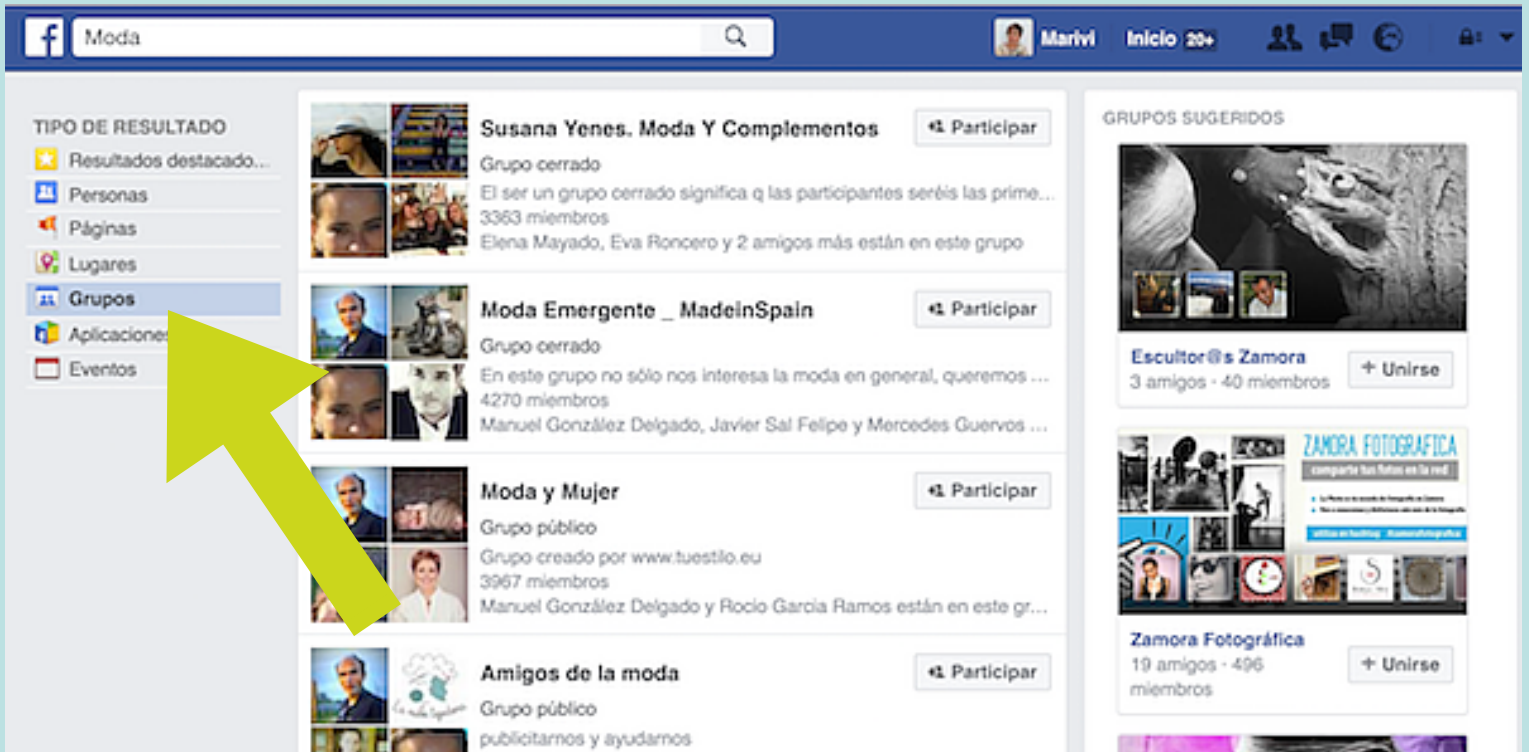 f
Moda
Marivi
Inicio 20+
TIPO DE RESULTADO
Resultados destacado...
Personas
Páginas
Lugares
Grupos
Aplicaciones
Eventos
Susana Yenes. Moda Y Complementos
Participar
Grupo cerrado
El ser un grupo cerrado significa q las participantes seréis las prime...
3363 miembros
Elena Mayado, Eva Roncero y 2 amigos más están en este grupo
Moda Emergente _ MadeinSpain
Participar
Grupo cerrado
En este grupo no sólo nos interesa la moda en general, queremos ...
4270 miembros
Manuel González Delgado, Javier Sal Felipe y Mercedes Guervos ...
Moda y Mujer
Participar
Grupo público
Grupo creado por www.tuestilo.eu
3967 miembros
Manuel González Delgado y Rocío Garcia Ramos están en este gr...
Amigos de la moda
Participar
Grupo público
publicitarnos y ayudarnos
GRUPOS SUGERIDOS
Escultor@s Zamora
3 amigos · 40 miembros
+ Unirse
ZAMORA FOTOGRAFICA
comparte tus fotos en la red
Zamora Fotográfica
19 amigos · 496
miembros
+ Unirse